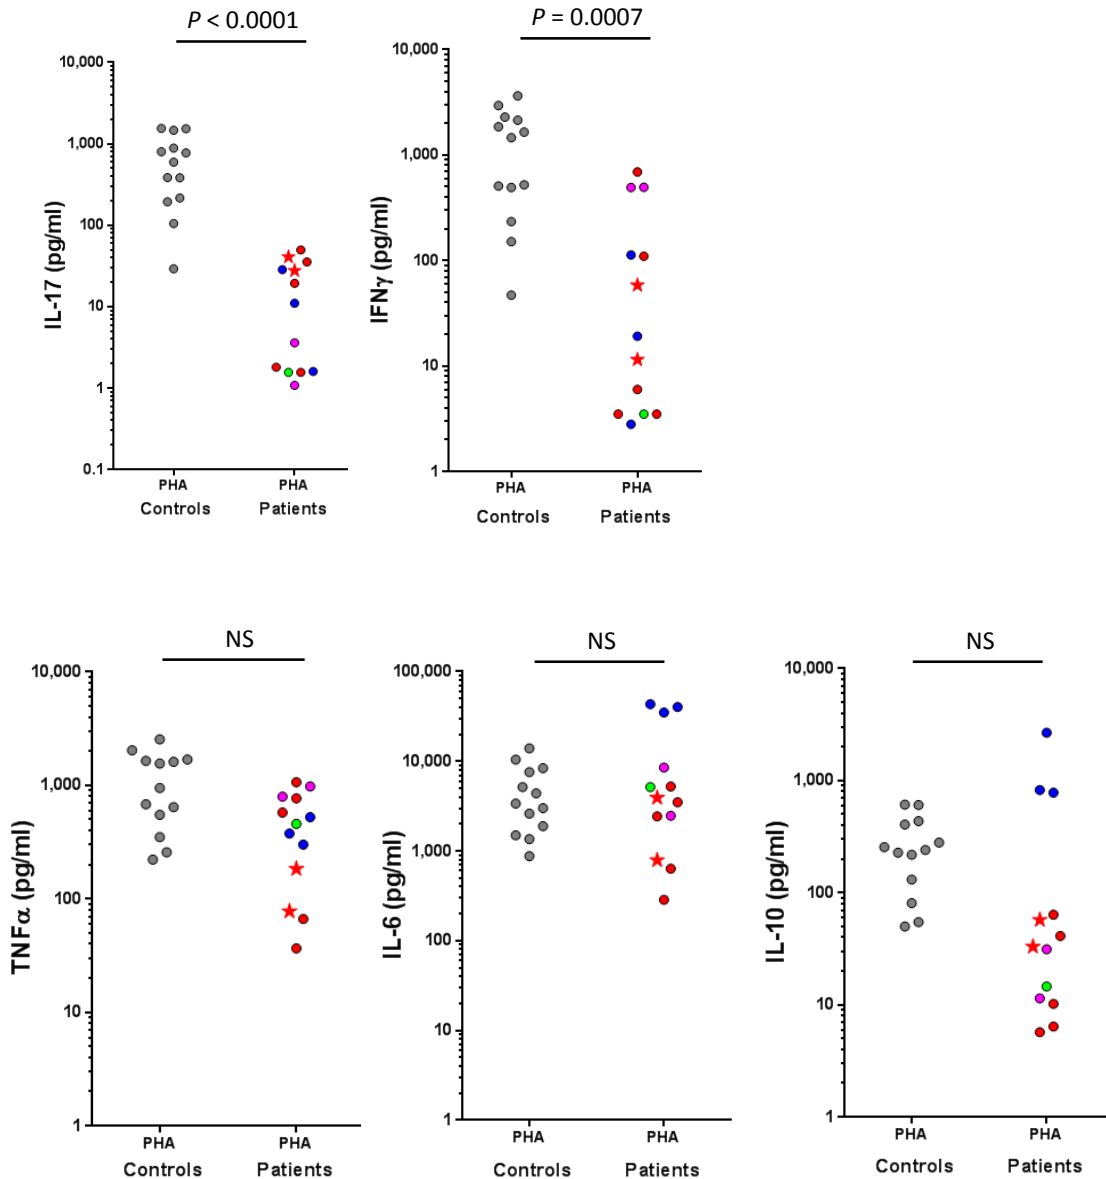 P < 0.0001
10,000
1,000
100
10
1
0.1
IL-17 (pg/ml)
PHA PHA
Controls Patients
P = 0.0007
10,000
1,000
100
10
1
IFNγ (pg/ml)
PHA PHA
Controls Patients
NS
10,000
1,000
100
10
1
TNFα (pg/ml)
PHA PHA
Controls Patients
NS
100,000
10,000
1,000
100
10
1
IL-6 (pg/ml)
PHA PHA
Controls Patients
NS
10,000
1,000
100
10
1
IL-10 (pg/ml)
PHA PHA
Controls Patients